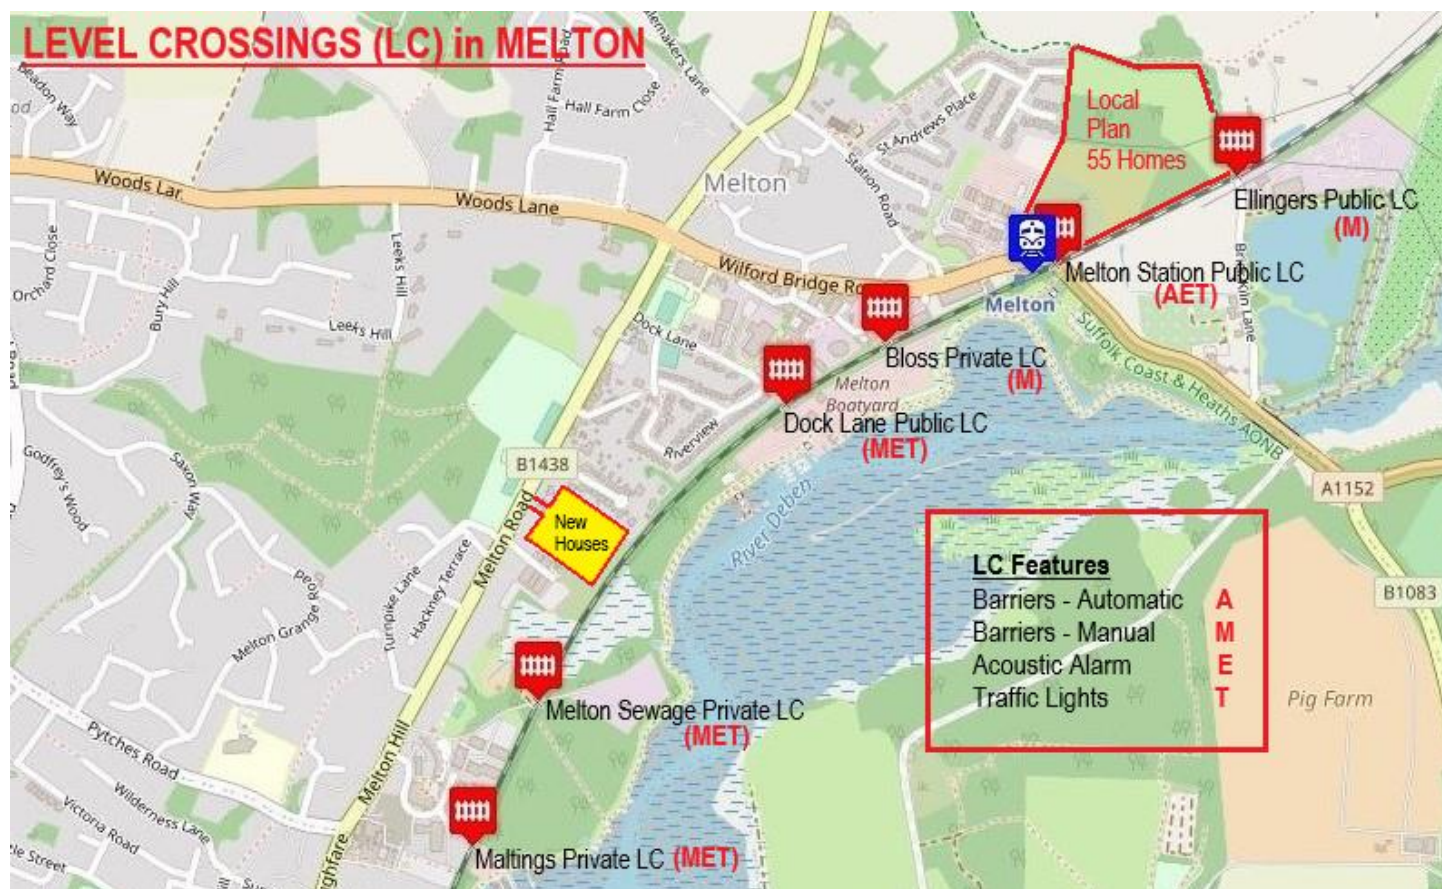 LEVEL CROSSINGS (LC) in MELTON
Hall Farm Road
Hall Farm Close
St Andrews Place
Station Road
Local
Plan
55 Homes
Woods Lane
Melton
Ellingers Public LC
(M)
Orchard Close
Bury Hill
Leeks Hill
Leeks Hill
Wilford Bridge
Melton Station Public LC
(AET)
Melton
Dock Lane
Bloss Private LC
(M)
Melton
Boatyard
Suffolk Coast & Heaths AONB
Dock Lane Public LC
(MET)
Riverview
Godfrey's Wood
Saxon Way
B1438
A1152
New
Houses
Melton Road
River Deben
LC Features
Barriers - Automatic A
Barriers - Manual M
Acoustic Alarm E
Traffic Lights T
B1083
Turnpike Lane
Hackney Terrace
Melton Grange Road
Melton Sewage Private LC
(MET)
Pig Farm
Pytches Road
Melton Hill
Wilderness Lane
Victoria Road
Maltings Private LC (MET)